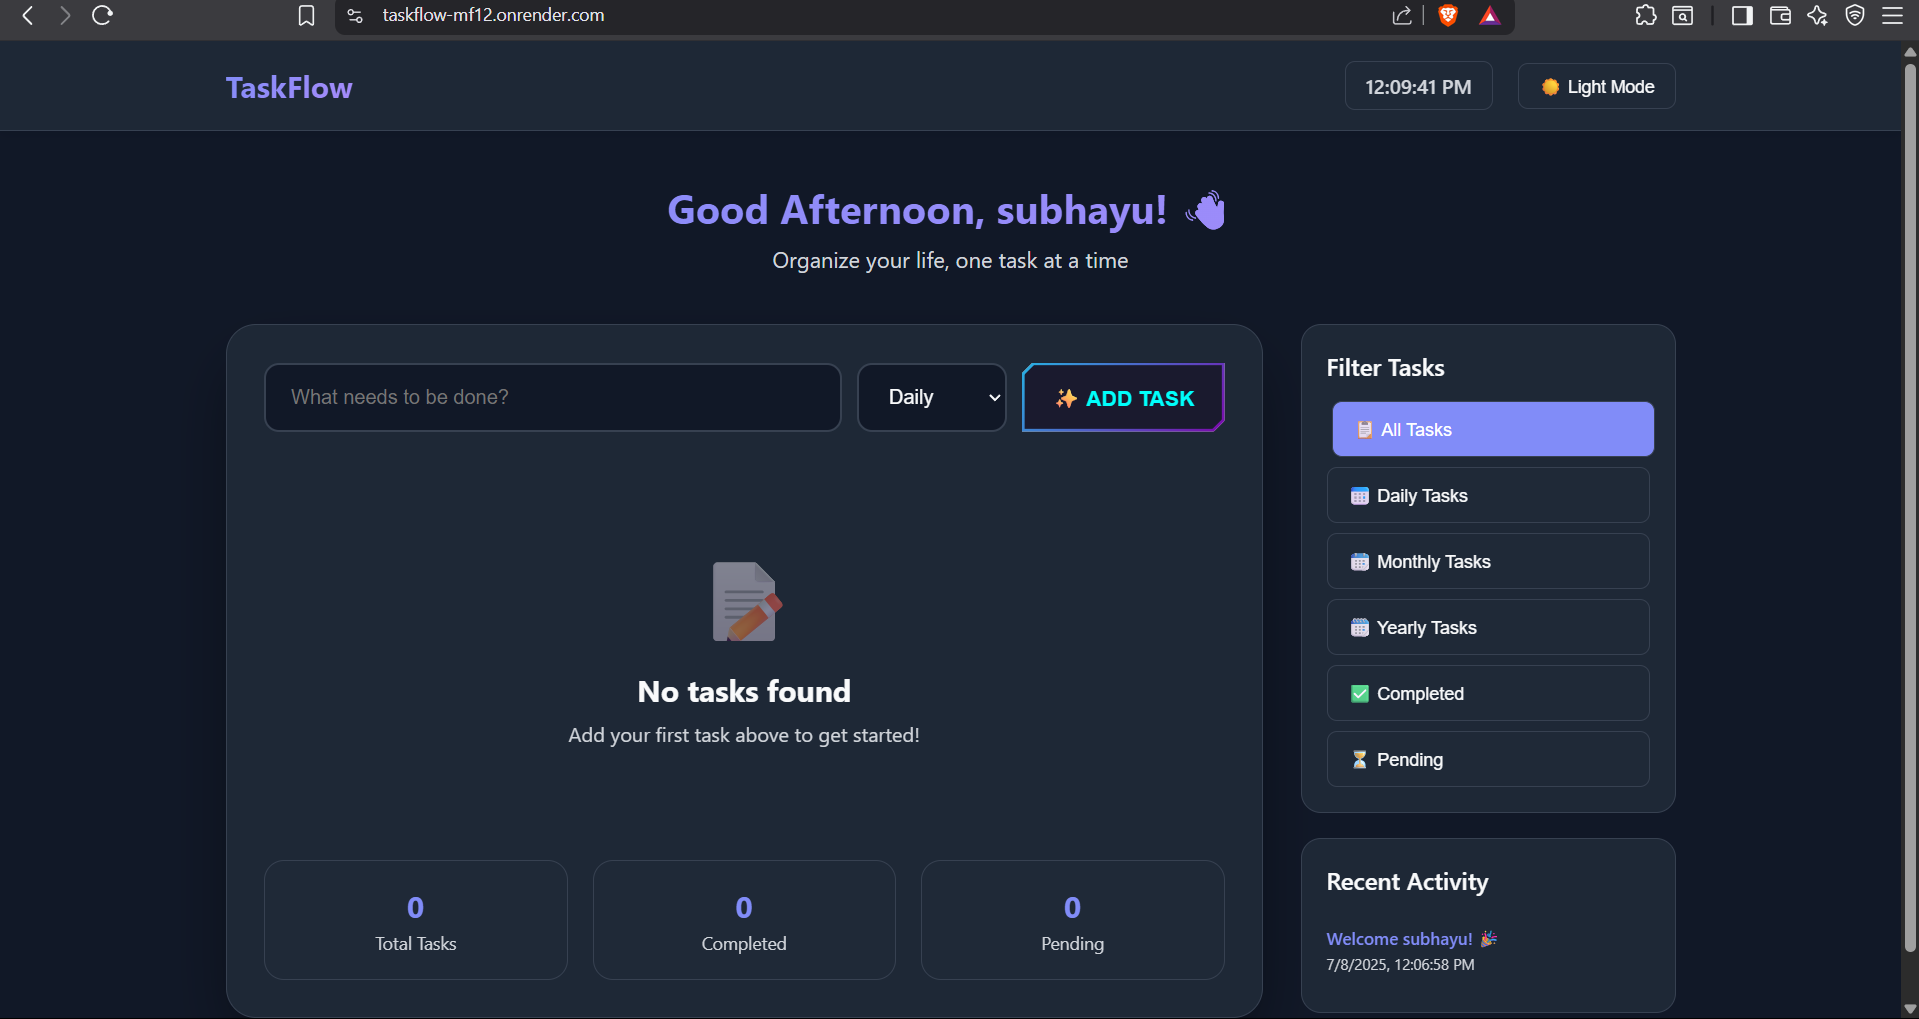 taskflow-mf12.onrender.com
TaskFlow
12:09:41 PM
Light Mode
Good Afternoon, subhayu! 👋
Organize your life, one task at a time
What needs to be done?
Daily
✨ ADD TASK
No tasks found
Add your first task above to get started!
0
Total Tasks
0
Completed
0
Pending
Filter Tasks
All Tasks
Daily Tasks
Monthly Tasks
Yearly Tasks
Completed
Pending
Recent Activity
Welcome subhayu! 🎉
7/8/2025, 12:06:58 PM